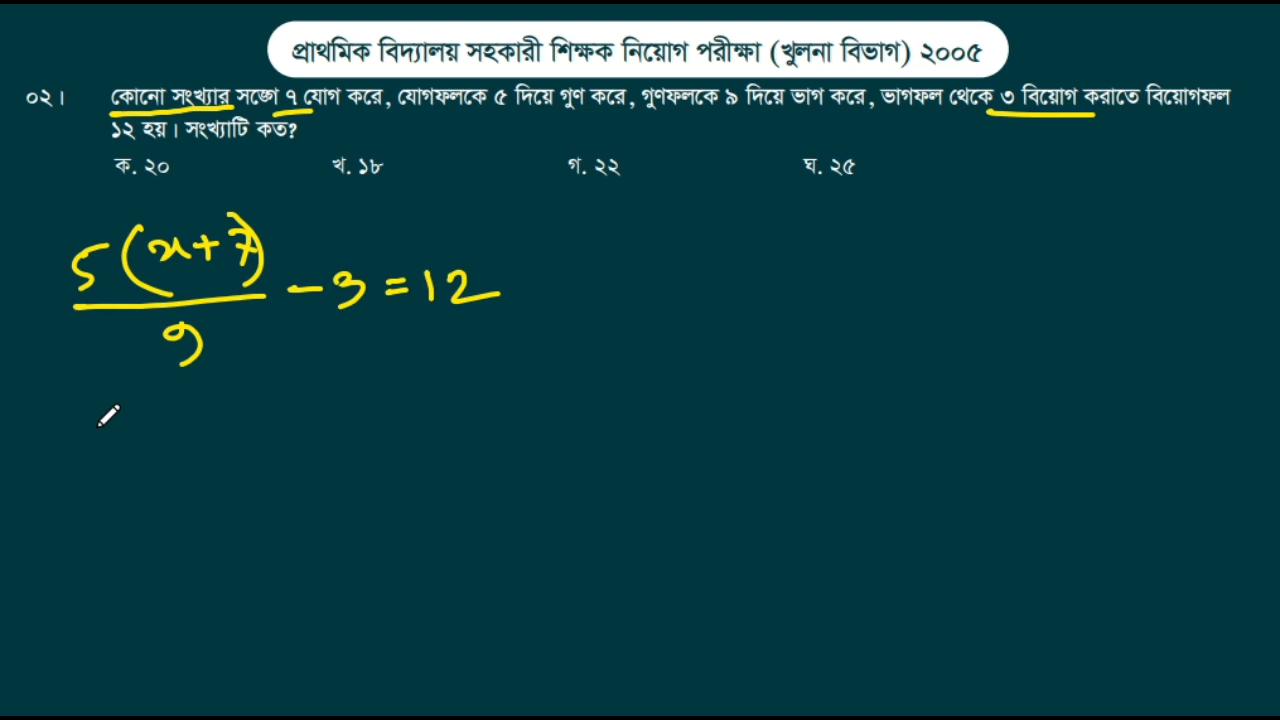 প্রাথমিক বিদ্যালয় সহকারী শিক্ষক নিয়োগ পরীক্ষা (খুলনা বিভাগ) ২০০৫
০২। কোনো সংখ্যার সঙ্গে ৭ যোগ করে, যোগফলকে ৫ দিয়ে গুণ করে, গুণফলকে ৯ দিয়ে ভাগ করে, ভাগফল থেকে ৩ বিয়োগ করাতে বিয়োগফল
১২ হয়। সংখ্যাটি কত?
ক. ২০ খ. ১৮ গ. ২২ ঘ. ২৫
5(x+7)
- 3 = 12
9